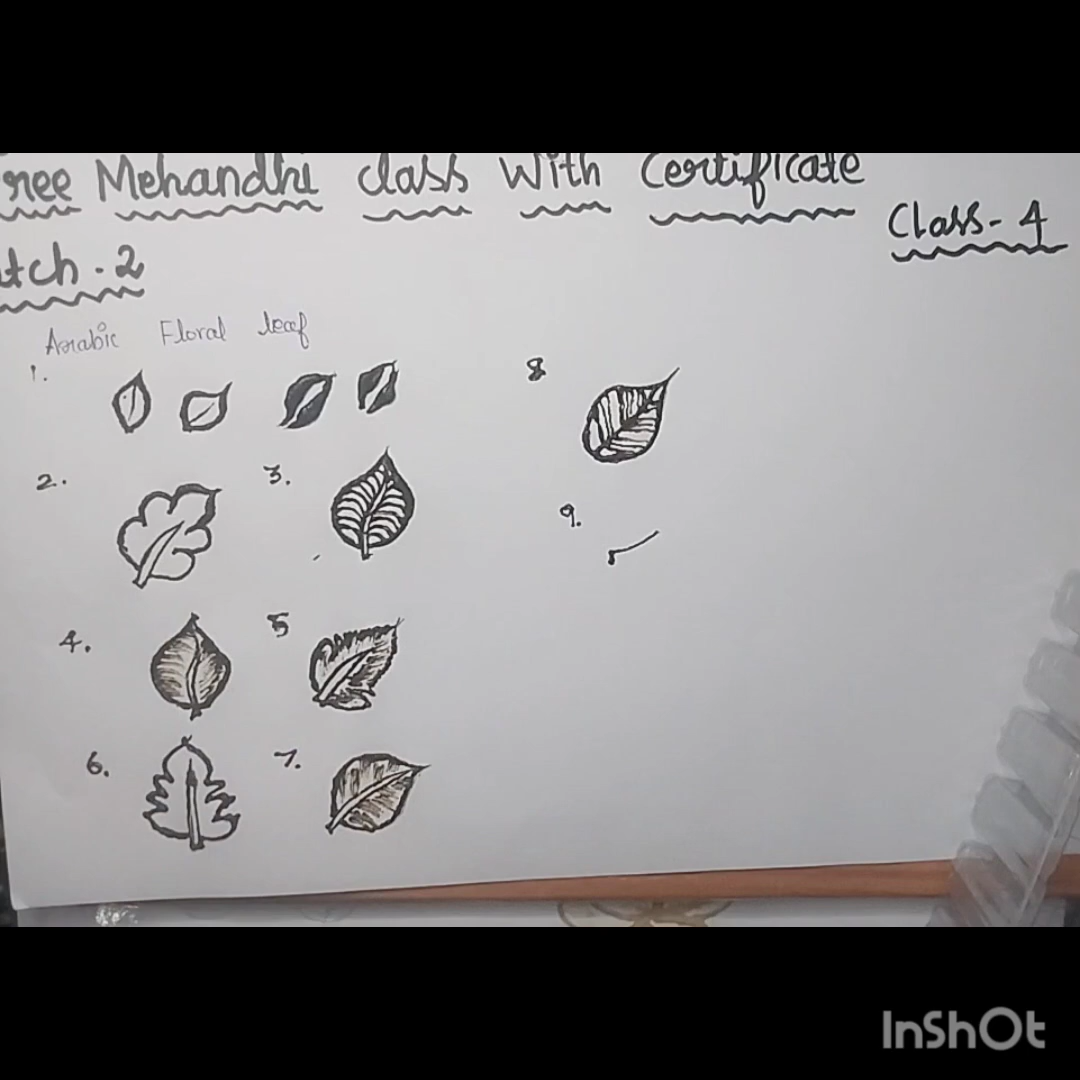 ree Mehandhi class With Certificate
Class - 4
tch - 2
Arabic Floral leaf
1.
8
2.
3.
9.
4.
5
6.
7.
InShOt